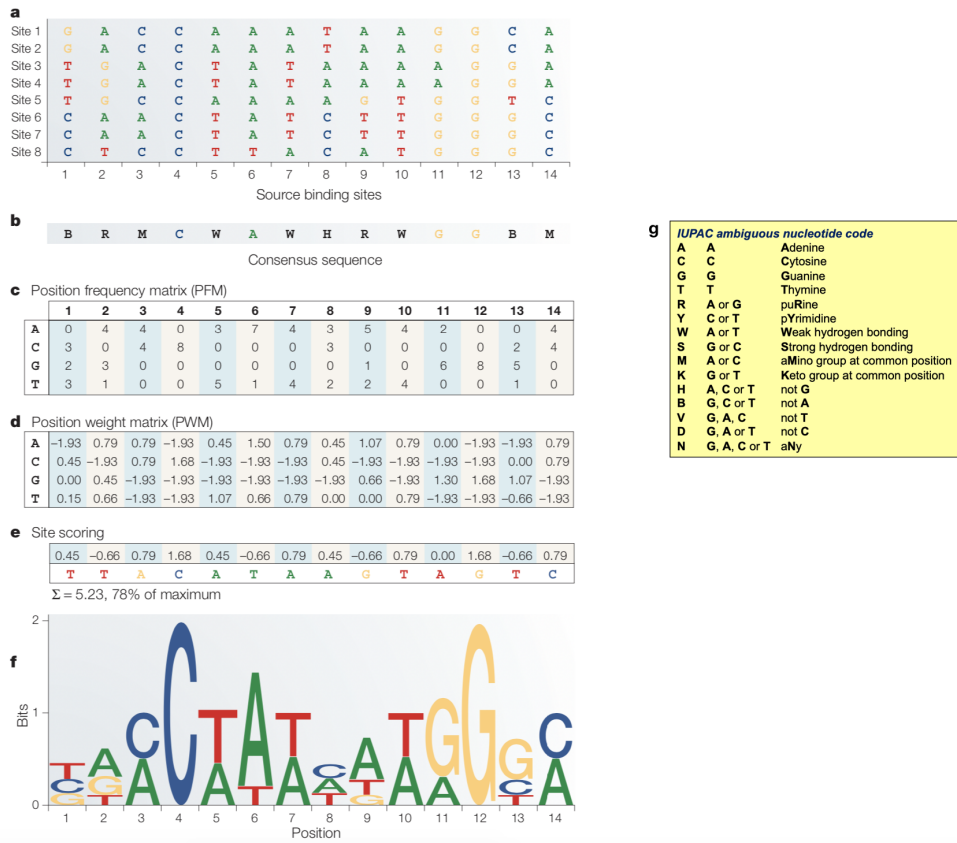 a
Site 1 G A C C A A A T A A G G C A
Site 2 G A C C A A A T A A G G C A
Site 3 T G A C T A T A A A A G G A
Site 4 T G A C T A T A A A A G G A
Site 5 T G C C A A A A G T G G T C
Site 6 C A A C T A T C T T G G G C
Site 7 C A A C T A T C T T G G G C
Site 8 C T C C T T A C A T G G G C
1 2 3 4 5 6 7 8 9 10 11 12 13 14
Source binding sites
b
B R M C W A W H R W G G B M
Consensus sequence
c Position frequency matrix (PFM)
1 2 3 4 5 6 7 8 9 10 11 12 13 14
A 0 4 4 0 3 7 4 3 5 4 2 0 0 4
C 3 0 4 8 0 0 0 3 0 0 0 0 2 4
G 2 3 0 0 0 0 0 0 1 0 6 8 5 0
T 3 1 0 0 5 1 4 2 2 4 0 0 1 0
d Position weight matrix (PWM)
A −1.93 0.79 0.79 −1.93 0.45 1.50 0.79 0.45 1.07 0.79 0.00 −1.93 −1.93 0.79
C 0.45 −1.93 0.79 1.68 −1.93 −1.93 −1.93 0.45 −1.93 −1.93 −1.93 −1.93 0.00 0.79
G 0.00 0.45 −1.93 −1.93 −1.93 −1.93 −1.93 −1.93 0.66 −1.93 1.30 1.68 1.07 −1.93
T 0.15 0.66 −1.93 −1.93 1.07 0.66 0.79 0.00 0.00 0.79 −1.93 −1.93 −0.66 −1.93
e Site scoring
0.45 −0.66 0.79 1.68 0.45 −0.66 0.79 0.45 −0.66 0.79 0.00 1.68 −0.66 0.79
T T A C A T A A G T A G T C
Σ = 5.23, 78% of maximum
f
Bits
2
1
0
T C G
A G T
C A
C
T A
A T
T A
C A T
A T G
T A
G A
G
G C T
C A
1 2 3 4 5 6 7 8 9 10 11 12 13 14
Position
g
IUPAC ambiguous nucleotide code
A A Adenine
C C Cytosine
G G Guanine
T T Thymine
R A or G puRine
Y C or T pYrimidine
W A or T Weak hydrogen bonding
S G or C Strong hydrogen bonding
M A or C aMino group at common position
K G or T Keto group at common position
H A, C or T not G
B G, C or T not A
V G, A, C not T
D G, A or T not C
N G, A, C or T aNy